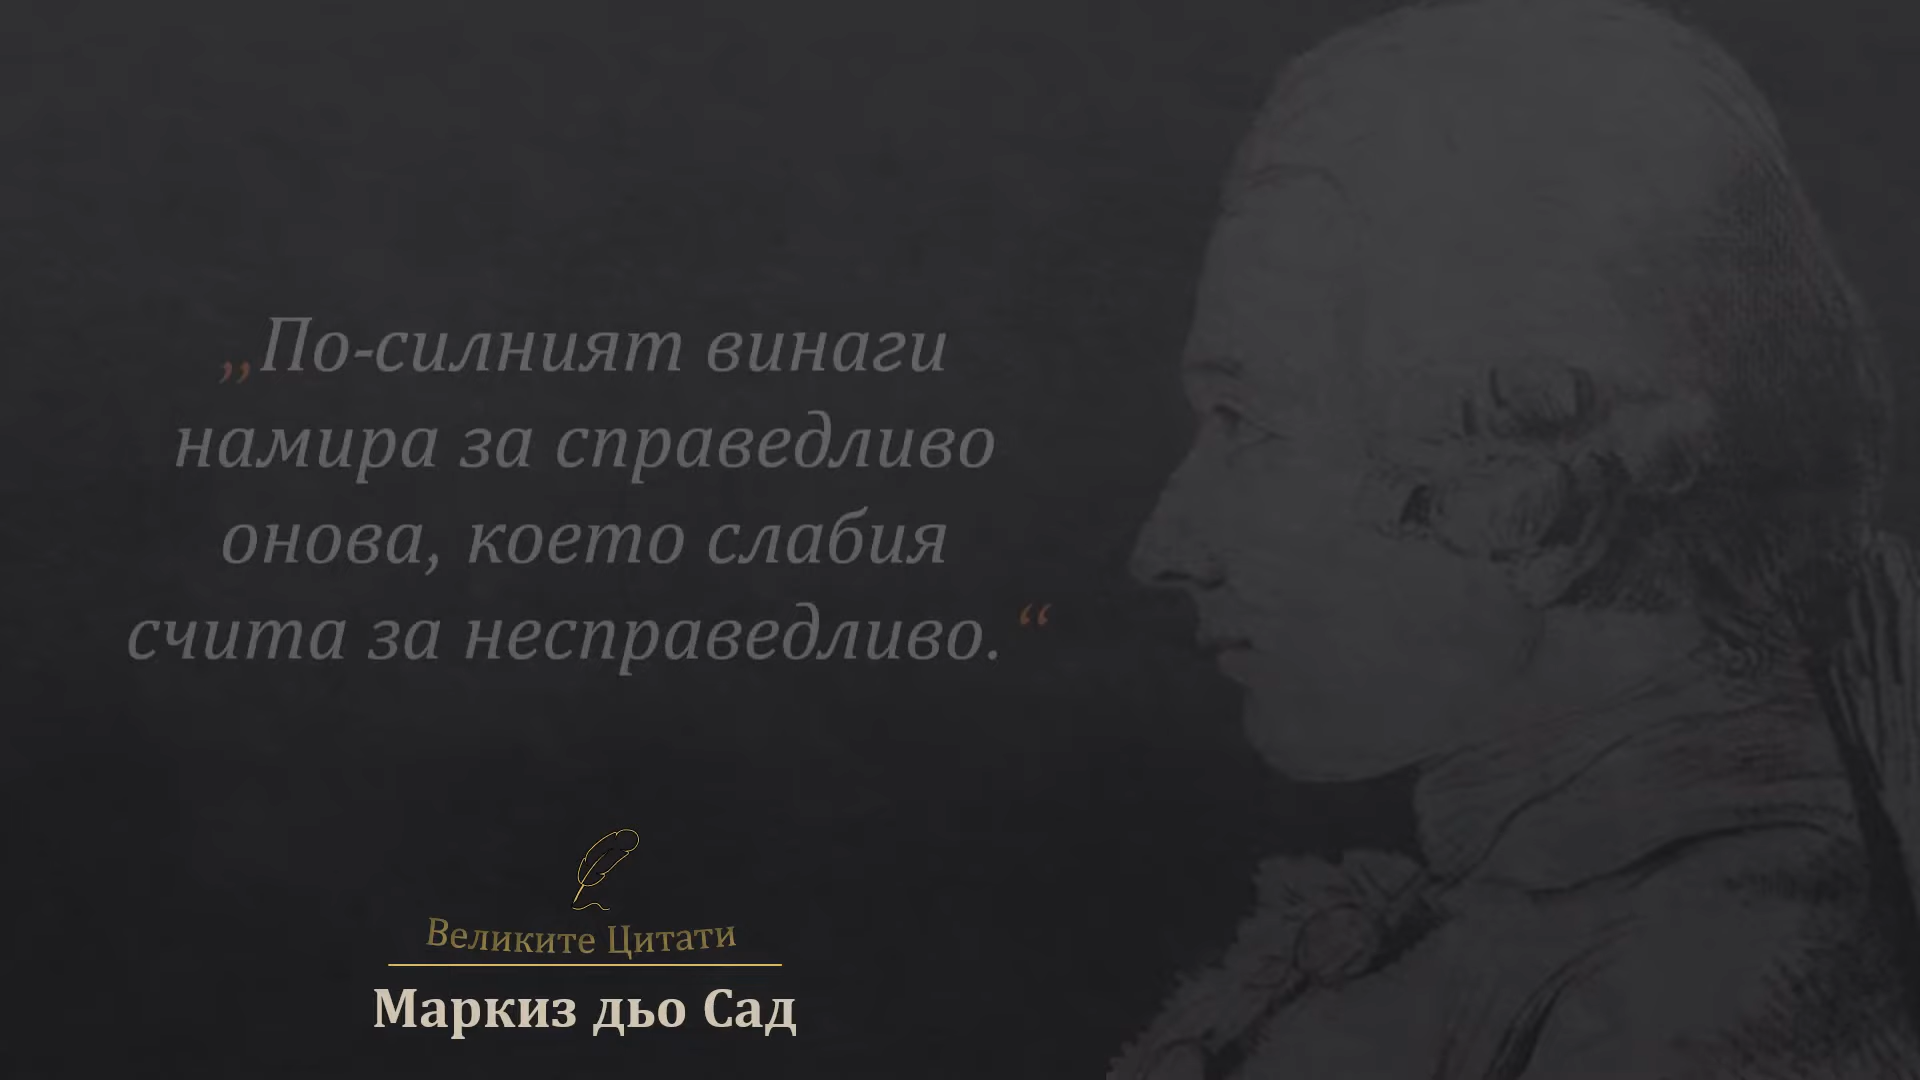 „По-силният винаги
намира за справедливо
онова, което слабия
счита за несправедливо.“
Великите Цитати
Маркиз дьо Сад